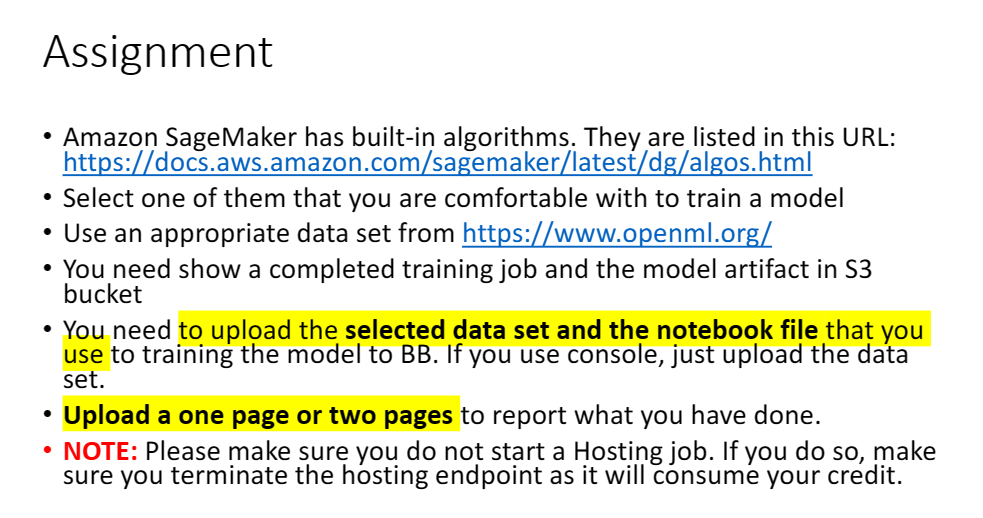 Assignment
• Amazon SageMaker has built-in algorithms. They are listed in this URL:
https://docs.aws.amazon.com/sagemaker/latest/dg/algos.html
• Select one of them that you are comfortable with to train a model
• Use an appropriate data set from https://www.openml.org/
• You need show a completed training job and the model artifact in S3
bucket
• You need to upload the selected data set and the notebook file that you
use to training the model to BB. If you use console, just upload the data
set.
• Upload a one page or two pages to report what you have done.
• NOTE: Please make sure you do not start a Hosting job. If you do so, make
sure you terminate the hosting endpoint as it will consume your credit.